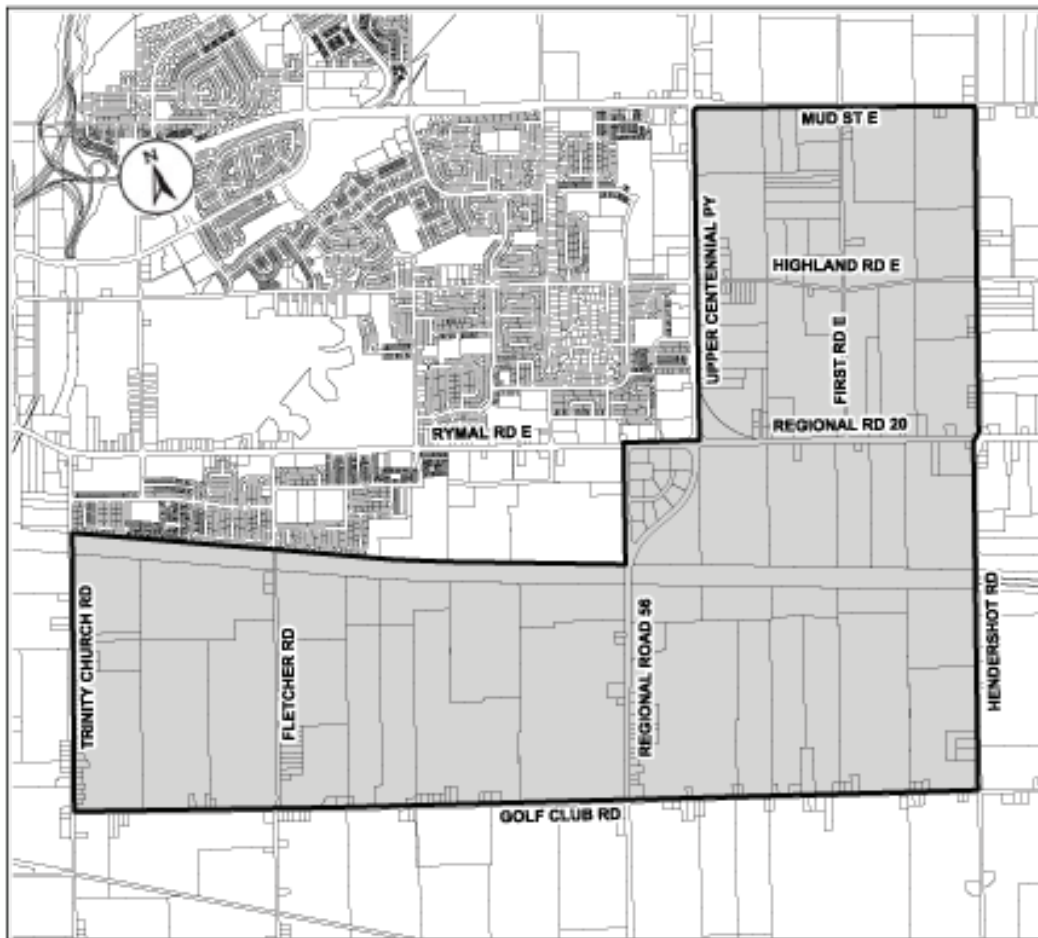 MUD ST E
N
UPPER CENTENNIAL PY
HIGHLAND RD E
FIRST RD E
REGIONAL RD 20
RYMAL RD E
TRINITY CHURCH RD
FLETCHER RD
REGIONAL ROAD 56
HENDERSHOT RD
GOLF CLUB RD